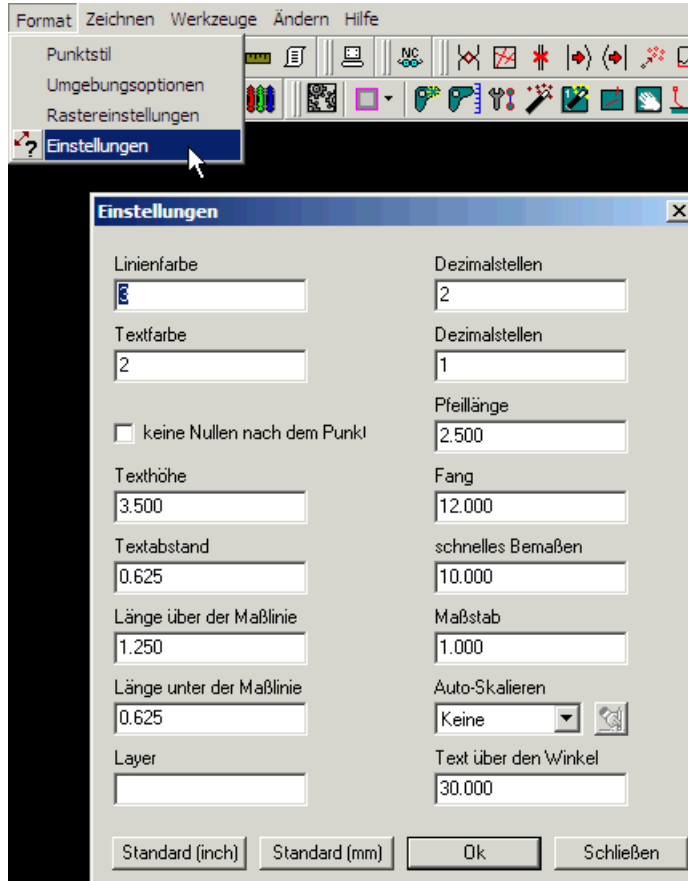 Format Zeichnen Werkzeuge Ändern Hilfe
Punktstil
Umgebungsoptionen
Rastereinstellungen
Einstellungen
NC
Einstellungen
Linienfarbe
3
Textfarbe
2
keine Nullen nach dem Punkt
Texthöhe
3.500
Textabstand
0.625
Länge über der Maßlinie
1.250
Länge unter der Maßlinie
0.625
Layer
Dezimalstellen
2
Dezimalstellen
1
Pfeillänge
2.500
Fang
12.000
schnelles Bemaßen
10.000
Maßstab
1.000
Auto-Skalieren
Keine
Text über den Winkel
30.000
Standard (inch) Standard (mm) Ok Schließen